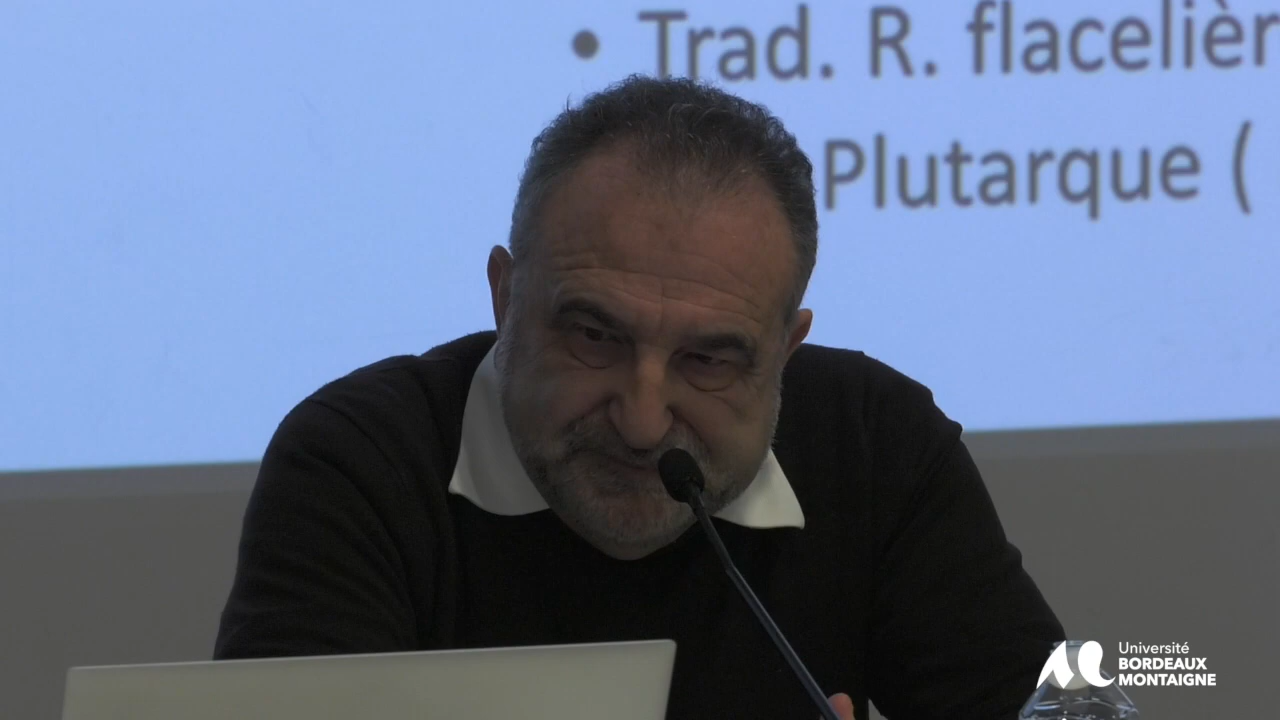 • Trad. R. flacelièr
Plutarque (
Université
BORDEAUX
MONTAIGNE